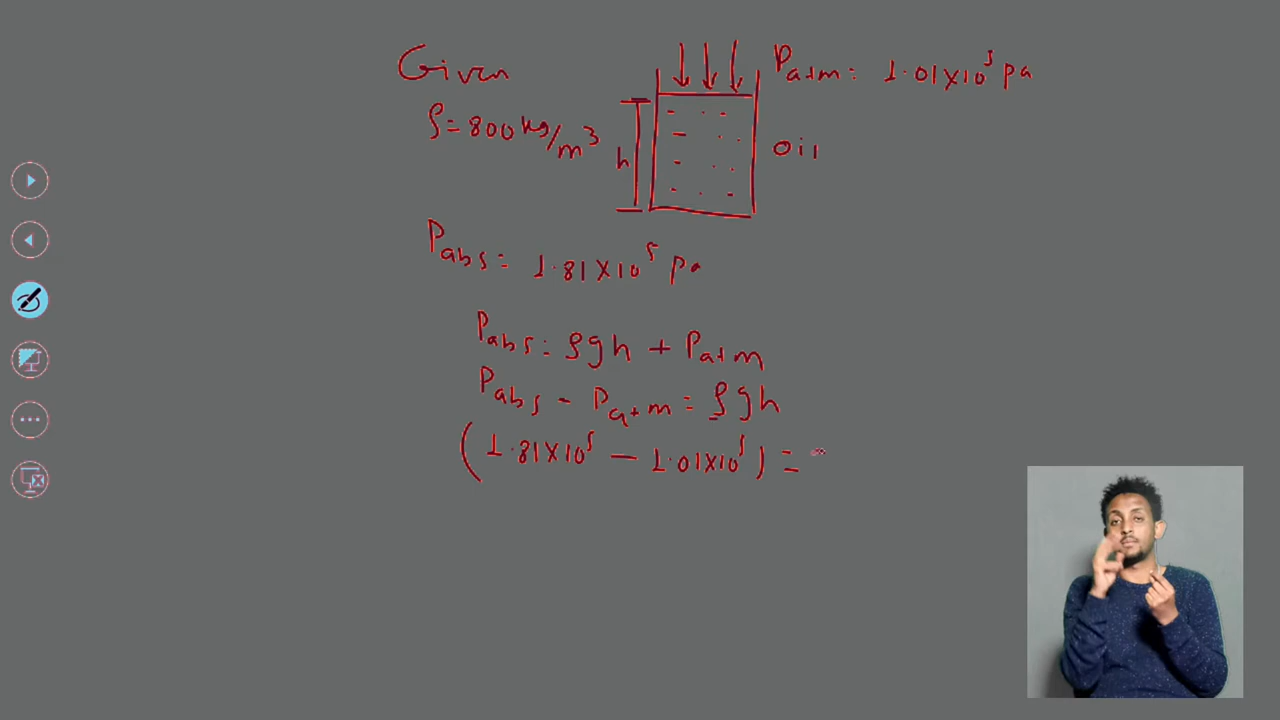 Given
Patm = 1.01×10⁵ pa
ρ = 800 kg/m³
h
oil
Pabs = 1.81×10⁵ pa
Pabs = ρgh + Patm
Pabs - Patm = ρgh
(1.81×10⁵ - 1.01×10⁵) =